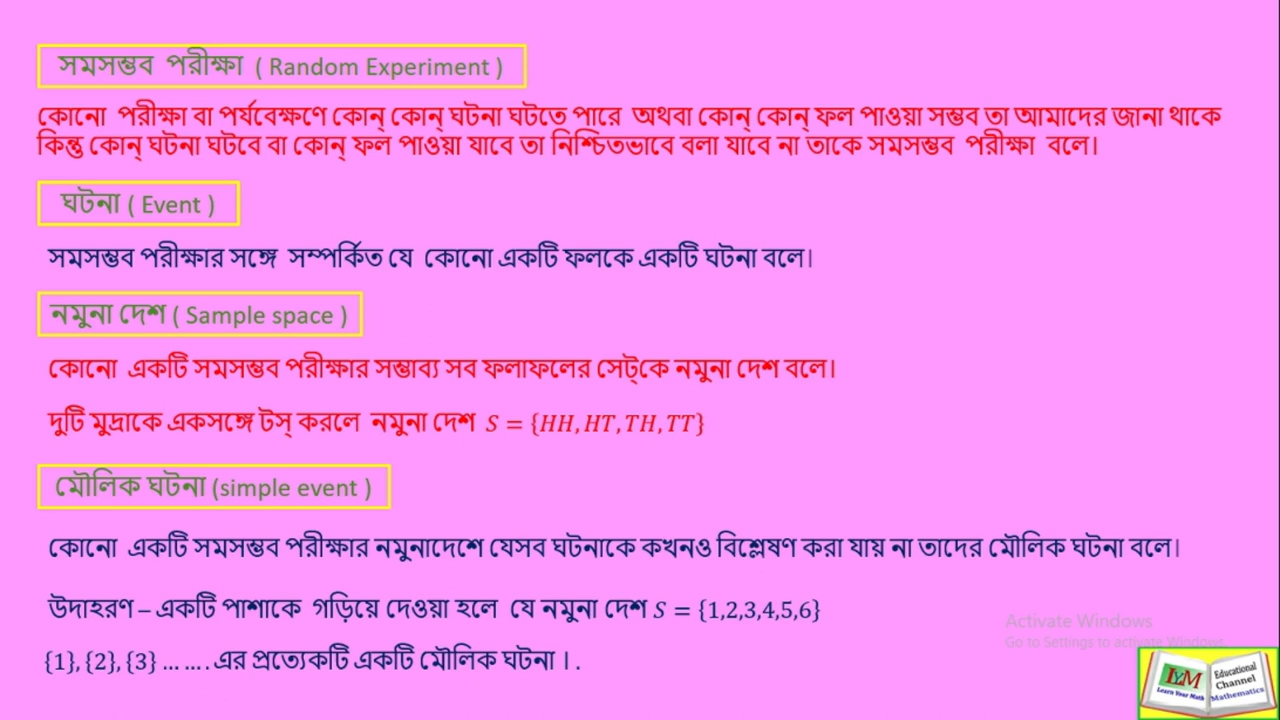 সমসম্ভব পরীক্ষা ( Random Experiment )
কোনো পরীক্ষা বা পর্যবেক্ষণে কোন্ কোন্ ঘটনা ঘটতে পারে অথবা কোন্ কোন্ ফল পাওয়া সম্ভব তা আমাদের জানা থাকে
কিন্তু কোন্ ঘটনা ঘটবে বা কোন্ ফল পাওয়া যাবে তা নিশ্চিতভাবে বলা যাবে না তাকে সমসম্ভব পরীক্ষা বলে।
ঘটনা ( Event )
সমসম্ভব পরীক্ষার সঙ্গে সম্পর্কিত যে কোনো একটি ফলকে একটি ঘটনা বলে।
নমুনা দেশ ( Sample space )
কোনো একটি সমসম্ভব পরীক্ষার সম্ভাব্য সব ফলাফলের সেট্‌কে নমুনা দেশ বলে।
দুটি মুদ্রাকে একসঙ্গে টস্ করলে নমুনা দেশ S = {HH, HT, TH, TT}
মৌলিক ঘটনা (simple event )
কোনো একটি সমসম্ভব পরীক্ষার নমুনাদেশে যেসব ঘটনাকে কখনও বিশ্লেষণ করা যায় না তাদের মৌলিক ঘটনা বলে।
উদাহরণ – একটি পাশাকে গড়িয়ে দেওয়া হলে যে নমুনা দেশ S = {1,2,3,4,5,6}
{1}, {2}, {3} … … . এর প্রত্যেকটি একটি মৌলিক ঘটনা । .
Activate Windows
Go to Settings to activate Windows.
LYM
Learn Your Math
Educational
Channel
Mathematics